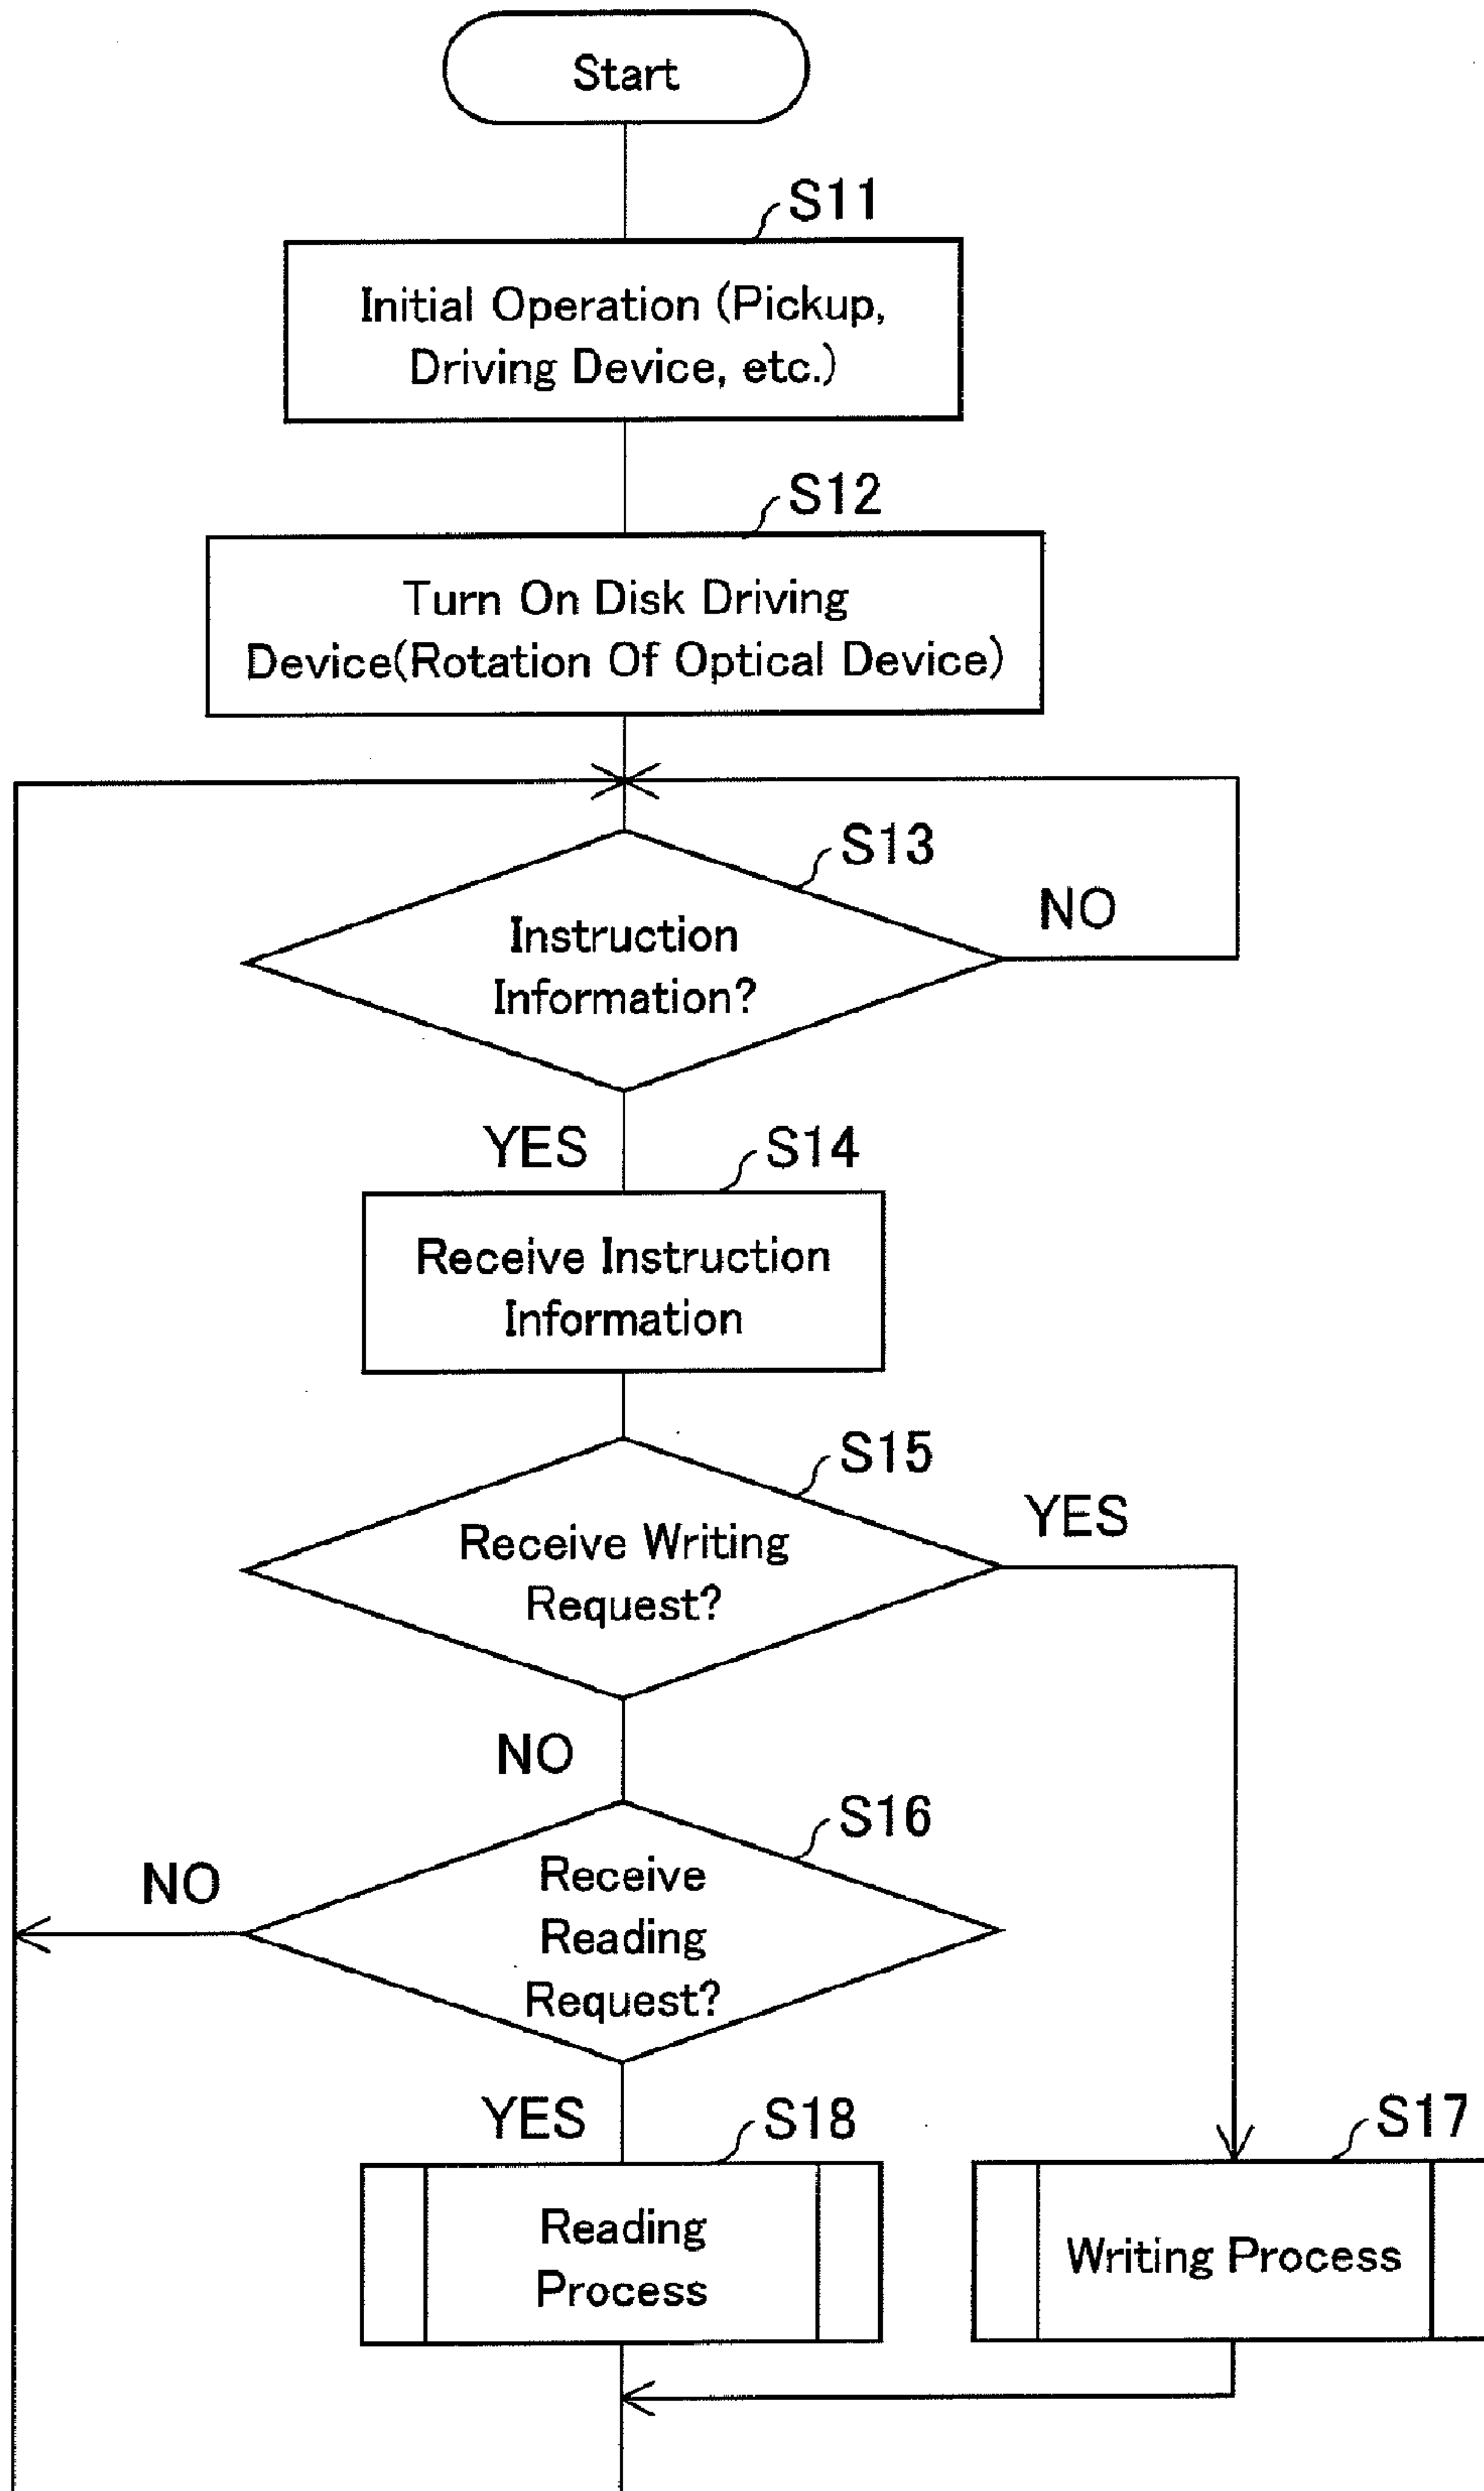 Start
S11
Initial Operation (Pickup,
Driving Device, etc.)
S12
Turn On Disk Driving
Device(Rotation Of Optical Device)
S13
NO
Instruction
Information?
YES
S14
Receive Instruction
Information
S15
YES
Receive Writing
Request?
NO
S16
NO
Receive
Reading
Request?
YES
S18
S17
Reading
Process
Writing Process